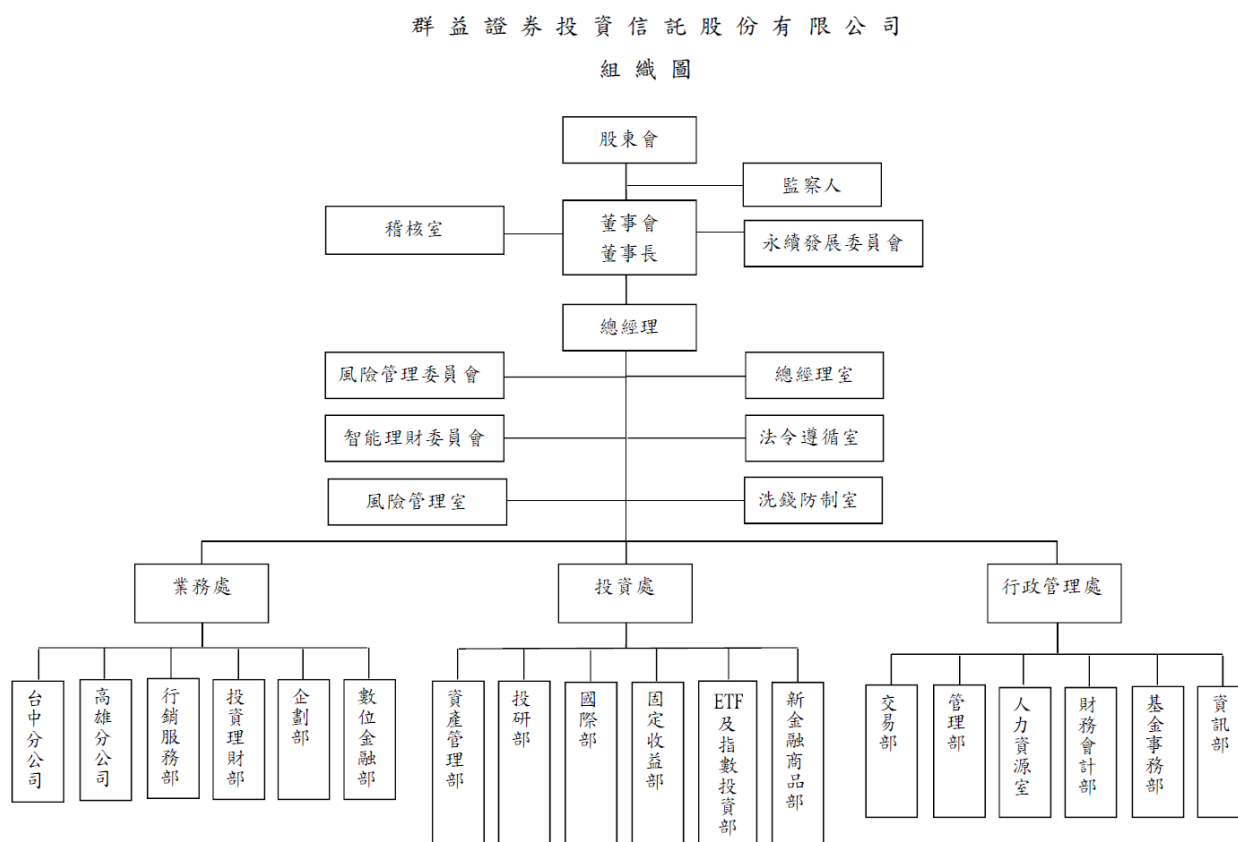 群益證券投資信託股份有限公司
組織圖
股東會
監察人
稽核室
董事會
董事長
永續發展委員會
總經理
風險管理委員會
總經理室
智能理財委員會
法令遵循室
風險管理室
洗錢防制室
業務處
投資處
行政管理處
台中分公司
高雄分公司
行銷服務部
投資理財部
企劃部
數位金融部
資產管理部
投研部
國際部
固定收益部
ETF及指數投資部
新金融商品部
交易部
管理部
人力資源室
財務會計部
基金事務部
資訊部